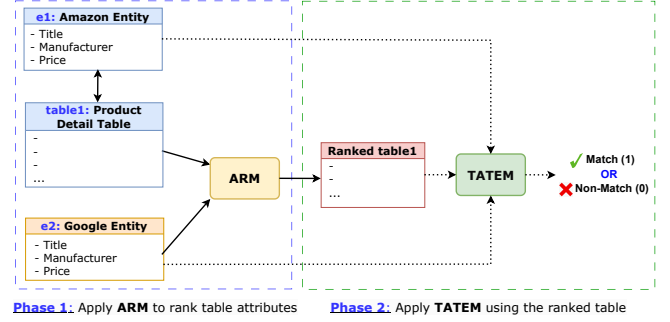 e1: Amazon Entity
- Title
- Manufacturer
- Price
table1: Product
Detail Table
-
-
-
...
ARM
Ranked table1
-
-
...
TATEM
Match (1)
OR
Non-Match (0)
e2: Google Entity
- Title
- Manufacturer
- Price
Phase 1: Apply ARM to rank table attributes
Phase 2: Apply TATEM using the ranked table